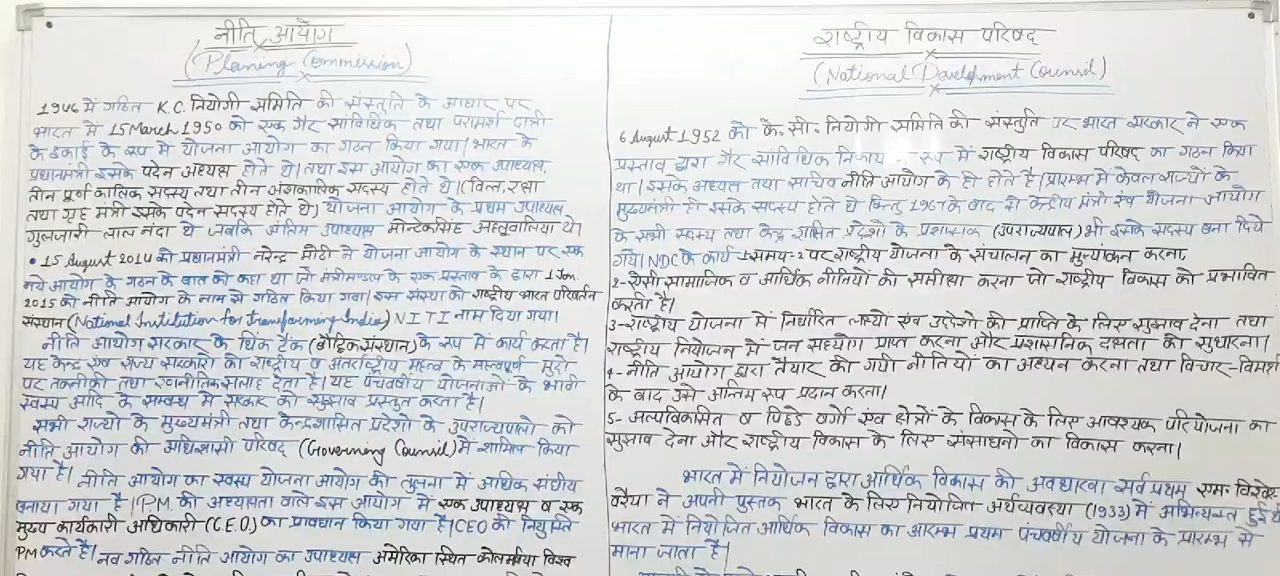 नीति आयोग
(Planing Commission)
1946 में गठित K.C. नियोगी समिति की संस्तुति के आधार पर
भारत में 15 March 1950 को एक गैर सांविधिक तथा परामर्श दात्री
के इकाई के रूप में योजना आयोग का गठन किया गया। भारत के
प्रधानमंत्री इसके पदेन अध्यक्ष होते थे। तथा इस आयोग का एक उपाध्यक्ष,
तीन पूर्ण कालिक सदस्य तथा तीन अंशकालिक सदस्य होते थे। (वित्त, रक्षा
तथा गृह मंत्री इसके पदेन सदस्य होते थे) योजना आयोग के प्रथम उपाध्यक्ष
गुलजारी लाल नंदा थे जबकि अंतिम उपाध्यक्ष मोन्टेकसिंह अहलुवालिया थे।
• 15 August 2014 को प्रधानमंत्री नरेन्द्र मोदी ने योजना आयोग के स्थान पर एक
नये आयोग के गठन के बात को कहा था जो मंत्रीमण्डल के एक प्रस्ताव के द्वारा 1 Jan.
2015 को नीति आयोग के नाम से गठित किया गया। इस संस्था को राष्ट्रीय भारत परिवर्तन
संस्थान (National Institution for transforming India) NITI नाम दिया गया।
नीति आयोग सरकार के थिंक टैंक (बौद्धिक संस्थान) के रूप में कार्य करता है।
यह केन्द्र एंव राज्य सरकारों को राष्ट्रीय व अंतर्राष्ट्रीय महत्व के महत्वपूर्ण मुद्दो
पर तकनीकी तथा रणनीतिक सलाह देता है। यह पंचवर्षीय योजनाओं के भावी
स्वरूप आदि के सम्बन्ध में सरकार को सुझाव प्रस्तुत करता है।
सभी राज्यों के मुख्यमंत्री तथा केन्द्रशासित प्रदेशों के उपराज्यपालों को
नीति आयोग की अधिशासी परिषद् (Governing Counsil) में शामिल किया
गया है। नीति आयोग का स्वरूप योजना आयोग की तुलना में अधिक संघीय
बनाया गया है। P.M. की अध्यक्षता वाले इस आयोग में एक उपाध्यक्ष व एक
मुख्य कार्यकारी अधिकारी (C.E.O) का प्रावधान किया गया है। CEO की नियुक्ति
PM करते है। नव गठित नीति आयोग का उपाध्यक्ष अमेरिका स्थित कोलम्बिया विश्व
राष्ट्रीय विकास परिषद्
(National Development Counsil)
6 August 1952 को के॰ सी॰ नियोगी समिति की संस्तुति पर भारत सरकार ने एक
प्रस्ताव द्वारा गैर सांविधिक निकाय रूप में राष्ट्रीय विकास परिषद् का गठन किया
था। इसके अध्यक्ष तथा सचिव नीति आयोग के ही होते है। प्रारम्भ में केवल राज्यों के
मुख्यमंत्री ही इसके सदस्य होते थे किन्तु 1967 के बाद से केन्द्रीय मंत्री एंव योजना आयोग
के सभी सदस्य तथा केन्द्र शासित प्रदेशों के प्रशासक (उपराज्यपाल) भी इसके सदस्य बना दिये
गये। NDC के कार्य 1-समय-2 पर राष्ट्रीय योजना के संचालन का मूल्यांकन करना,
2- ऐसी सामाजिक व आर्थिक नीतियों की समीक्षा करना जो राष्ट्रीय विकास को प्रभावित
करती है।
3- राष्ट्रीय योजना में निर्धारित लक्ष्यों एंव उद्देशो की प्राप्ति के लिए सुझाव देना तथा
राष्ट्रीय नियोजन में जन सहयोग प्राप्त करना और प्रशासनिक दक्षता को सुधारना।
4- नीति आयोग द्वारा तैयार की गयी नीतियों का अध्यन करना तथा विचार-विमर्श
के बाद उसे अन्तिम रूप प्रदान करना।
5- अल्पविकसित व पिछडे वर्गो एंव क्षेत्रों के विकास के लिए आवश्यक परियोजना का
सुझाव देना और राष्ट्रीय विकास के लिए संसाधनो का विकास करना।
भारत में नियोजन द्वारा आर्थिक विकास की अवधारणा सर्व प्रथम एम॰ विश्वेश
वरैया ने अपनी पुस्तक भारत के लिए नियोजित अर्थव्यवस्था (1933) में अभिव्यक्त हुई थी
भारत में नियोजित आर्थिक विकास का आरम्भ प्रथम पंचवर्षीय योजना के प्रारम्भ से
माना जाता है।